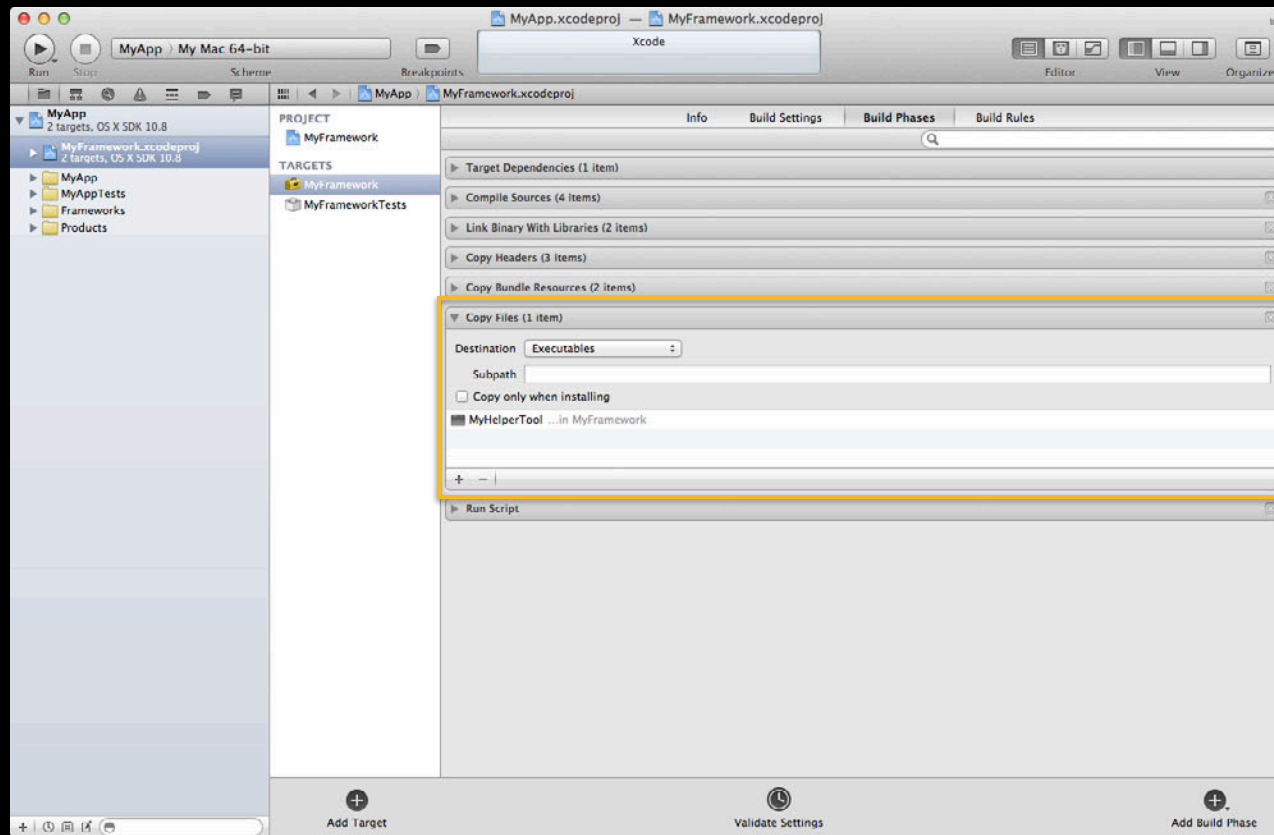 MyApp.xcodeproj — MyFramework.xcodeproj
MyApp My Mac 64-bit
Xcode
Run Stop Scheme Breakpoints Editor View Organize
MyApp MyFramework.xcodeproj
MyApp
2 targets, OS X SDK 10.8
MyFramework.xcodeproj
2 targets, OS X SDK 10.8
MyApp
MyAppTests
Frameworks
Products
PROJECT
MyFramework
TARGETS
MyFramework
MyFrameworkTests
Info Build Settings Build Phases Build Rules
Target Dependencies (1 item)
Compile Sources (4 items)
Link Binary With Libraries (2 items)
Copy Headers (3 items)
Copy Bundle Resources (2 items)
Copy Files (1 item)
Destination Executables
Subpath
Copy only when installing
MyHelperTool ...in MyFramework
Run Script
Add Target Validate Settings Add Build Phase